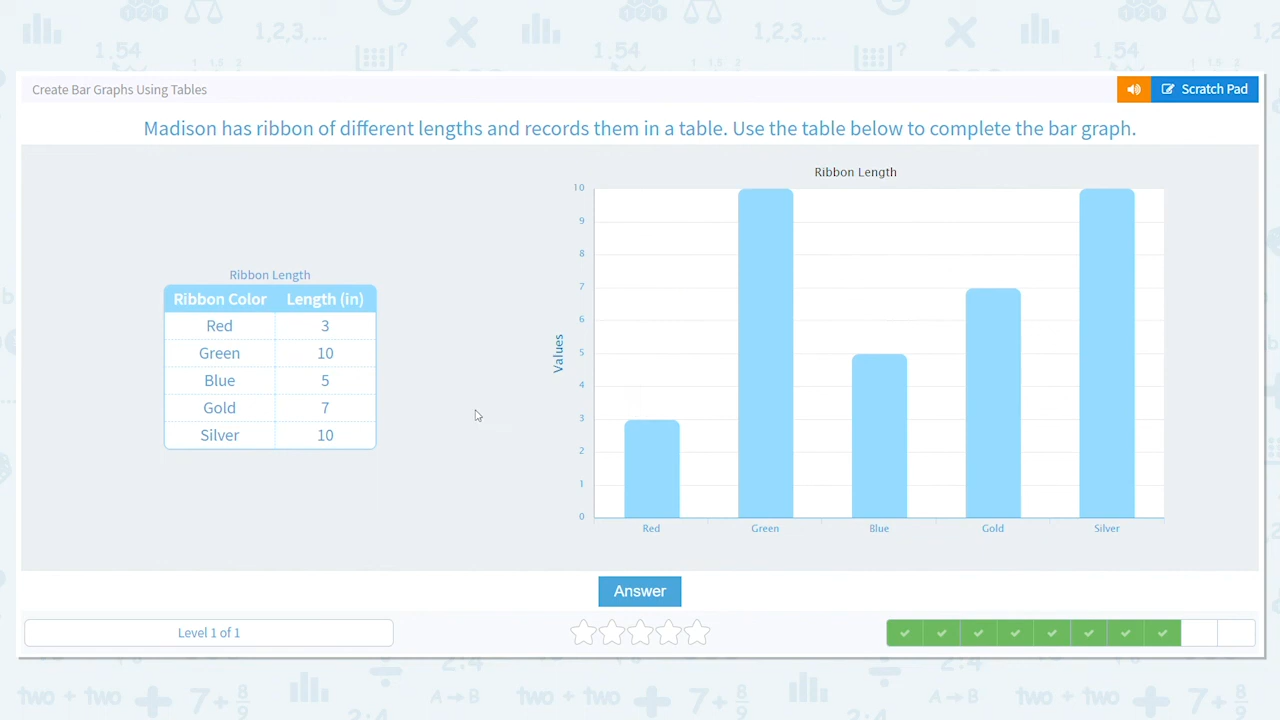 Create Bar Graphs Using Tables
Scratch Pad
Madison has ribbon of different lengths and records them in a table. Use the table below to complete the bar graph.
Ribbon Length
Ribbon Color Length (in)
Red 3
Green 10
Blue 5
Gold 7
Silver 10
Ribbon Length
Values
10
9
8
7
6
5
4
3
2
1
0
Red Green Blue Gold Silver
Answer
Level 1 of 1